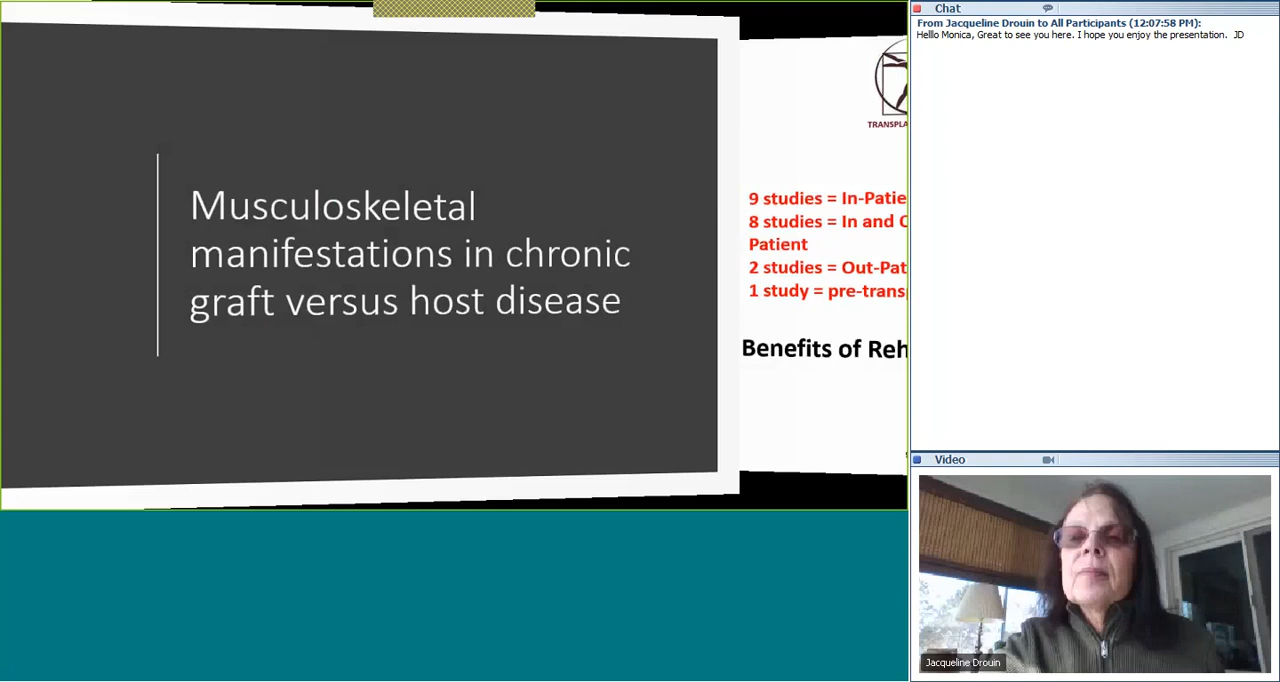 Musculoskeletal
manifestations in chronic
graft versus host disease
9 studies = In-Patie
8 studies = In and
Patient
2 studies = Out-Pat
1 study = pre-trans
Benefits of Reh
Chat
From Jacqueline Drouin to All Participants (12:07:58 PM):
Helllo Monica, Great to see you here. I hope you enjoy the presentation. JD
Video
Jacqueline Drouin